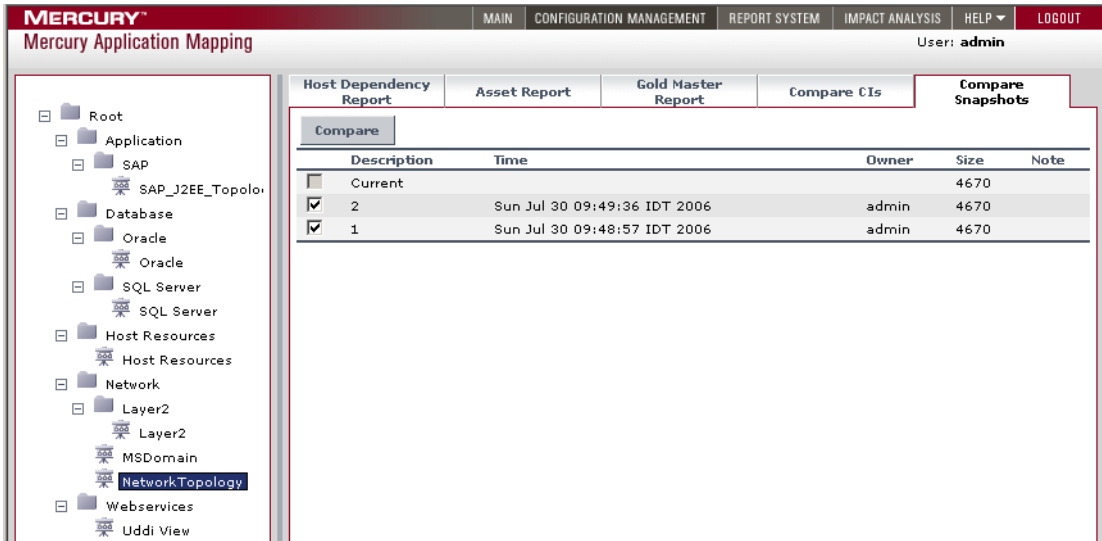 MERCURY™
MAIN CONFIGURATION MANAGEMENT REPORT SYSTEM IMPACT ANALYSIS HELP LOGOUT
Mercury Application Mapping
User: admin
Root
Application
SAP
SAP_J2EE_Topolo
Database
Oracle
Oracle
SQL Server
SQL Server
Host Resources
Host Resources
Network
Layer2
Layer2
MSDomain
NetworkTopology
Webservices
Uddi View
Host Dependency Report
Asset Report
Gold Master Report
Compare CIs
Compare Snapshots
Compare
Description Time Owner Size Note
Current 4670
2 Sun Jul 30 09:49:36 IDT 2006 admin 4670
1 Sun Jul 30 09:48:57 IDT 2006 admin 4670